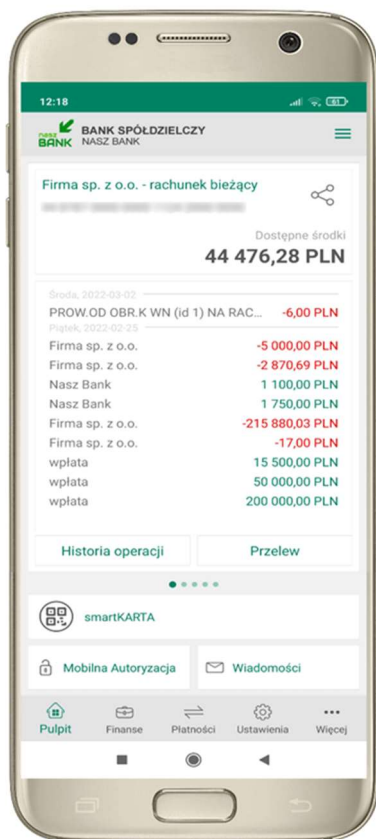 12:18
61
nasz BANK
BANK SPÓŁDZIELCZY
NASZ BANK
Firma sp. z o.o. - rachunek bieżący
Dostępne środki
44 476,28 PLN
Środa, 2022-03-02
PROW.OD OBR.K WN (id 1) NA RAC... -6,00 PLN
Piątek, 2022-02-25
Firma sp. z o.o. -5 000,00 PLN
Firma sp. z o.o. -2 870,69 PLN
Nasz Bank 1 100,00 PLN
Nasz Bank 1 750,00 PLN
Firma sp. z o.o. -215 880,03 PLN
Firma sp. z o.o. -17,00 PLN
wpłata 15 500,00 PLN
wpłata 50 000,00 PLN
wpłata 200 000,00 PLN
Historia operacji Przelew
smartKARTA
Mobilna Autoryzacja Wiadomości
Pulpit Finanse Płatności Ustawienia Więcej